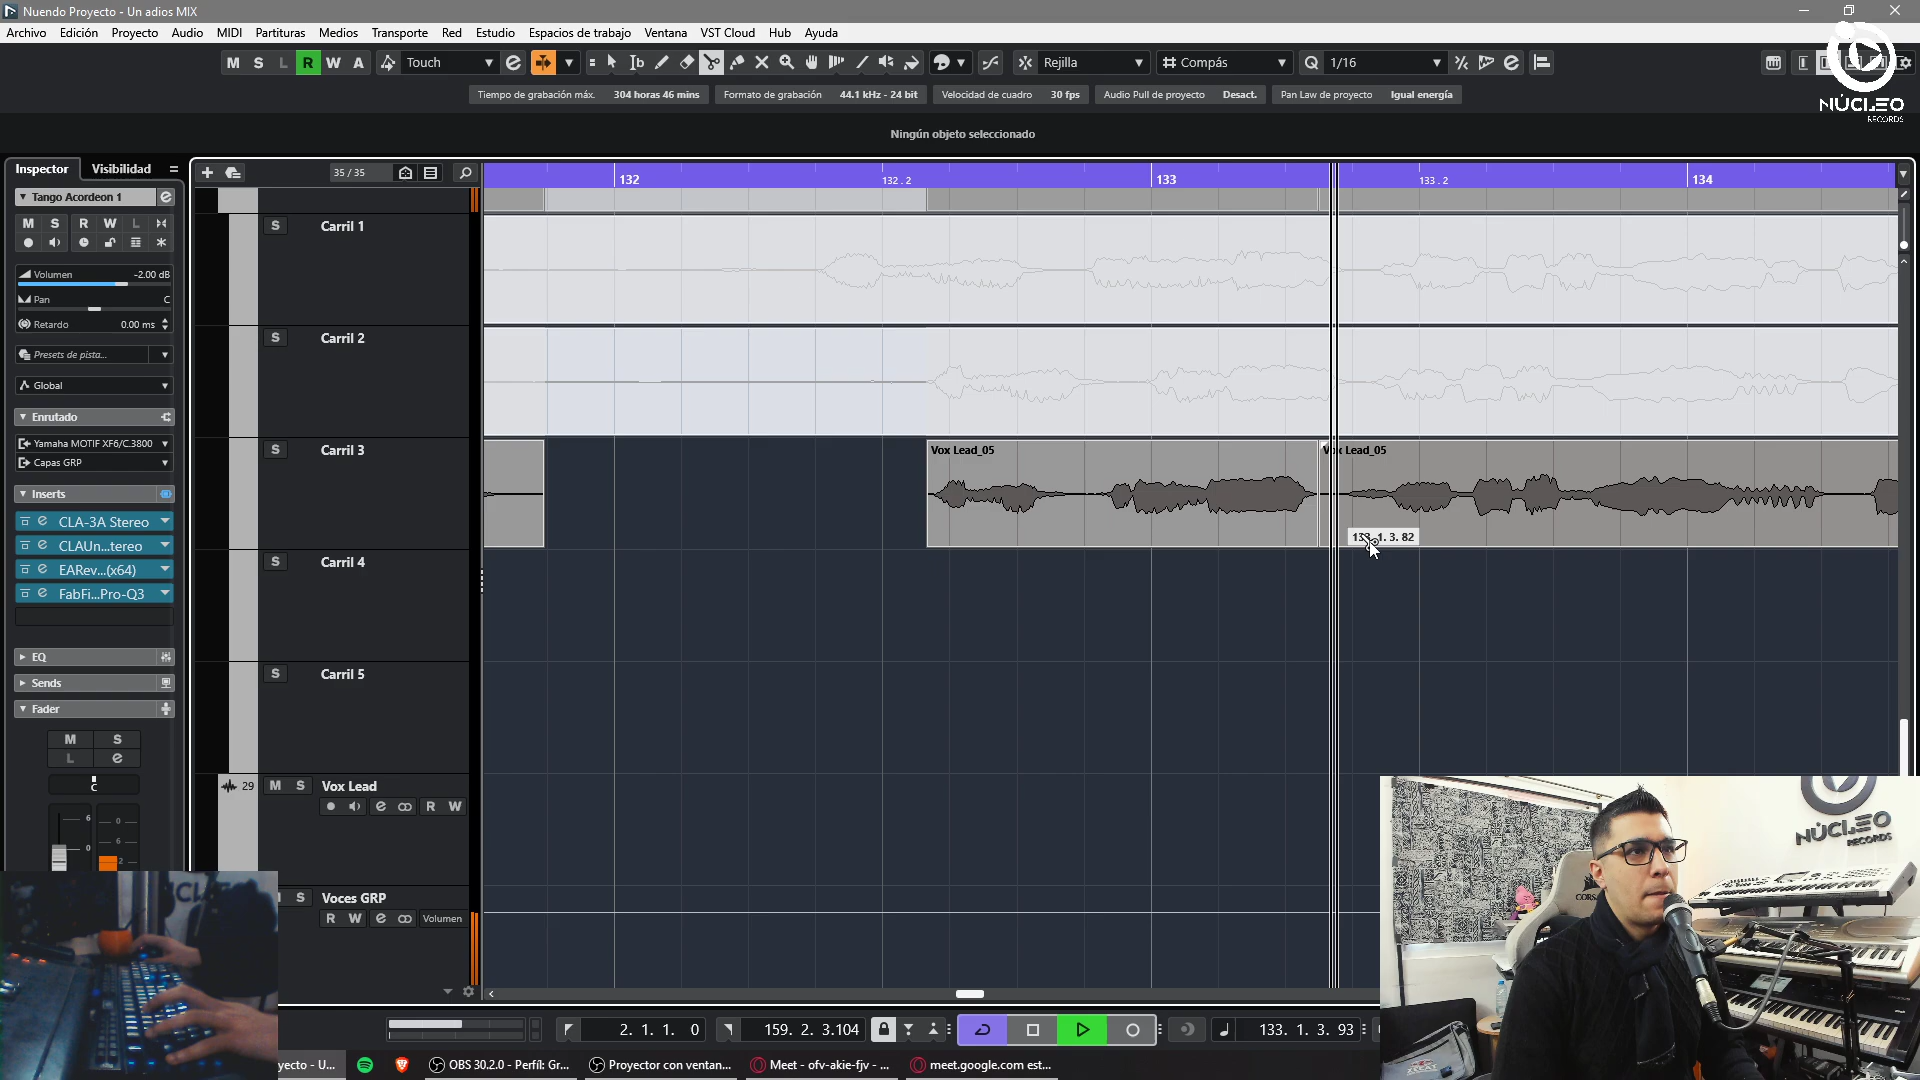 Nuendo Proyecto - Un adios MIX
Archivo Edición Proyecto Audio MIDI Partituras Medios Transporte Red Estudio Espacios de trabajo Ventana VST Cloud Hub Ayuda
M S L R W A Touch Rejilla Compás Q 1/16
NÚCLEO
RECORDS
Tiempo de grabación máx. 304 horas 46 mins Formato de grabación 44.1 kHz - 24 bit Velocidad de cuadro 30 fps Audio Pull de proyecto Desact. Pan Law de proyecto Igual energía
Ningún objeto seleccionado
Inspector Visibilidad
35 / 35
132 132.2 133 133.2 134
Tango Acordeon 1
M S R W L
Volumen -2.00 dB
Pan C
Retardo 0.00 ms
Presets de pista...
Global
Enrutado
Yamaha MOTIF XF6/C.3800
Capas GRP
Inserts
CLA-3A Stereo
CLAUn...tereo
EARev...(x64)
FabFi...Pro-Q3
EQ
Sends
Fader
M S
L
C
6 0
0 6
S Carril 1
S Carril 2
S Carril 3
Vox Lead_05
Lead_05
S Carril 4
S Carril 5
29 M S Vox Lead
R W
S Voces GRP
R W Volumen
NÚCLEO
RECORDS
2. 1. 1. 0 159. 2. 3.104 133. 1. 3. 93
yecto - U... OBS 30.2.0 - Perfil: Gr... Proyector con ventan... Meet - ofv-akie-fjv - ... meet.google.com est...